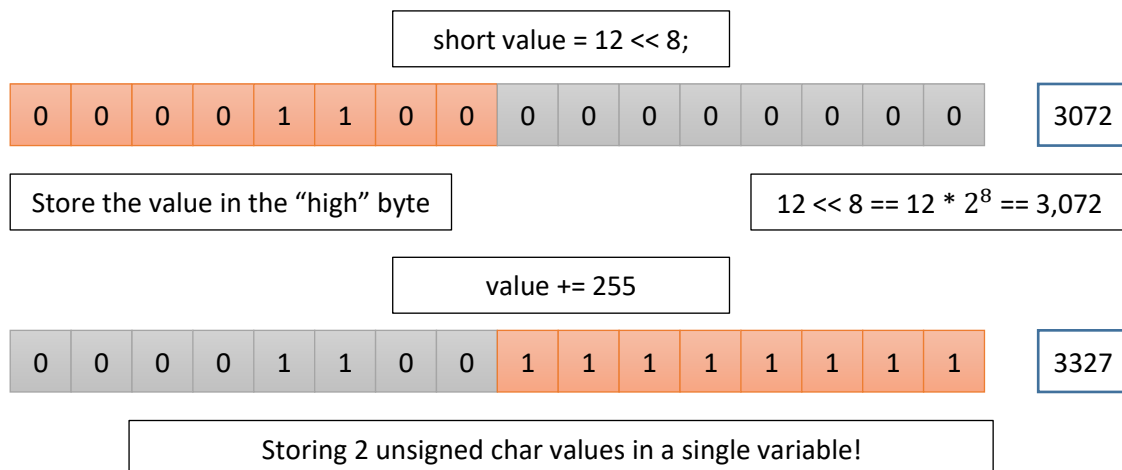 short value = 12 << 8;
0 0 0 0 1 1 0 0 0 0 0 0 0 0 0 0 3072
Store the value in the “high” byte
12 << 8 == 12 * 2⁸ == 3,072
value += 255
0 0 0 0 1 1 0 0 1 1 1 1 1 1 1 1 3327
Storing 2 unsigned char values in a single variable!